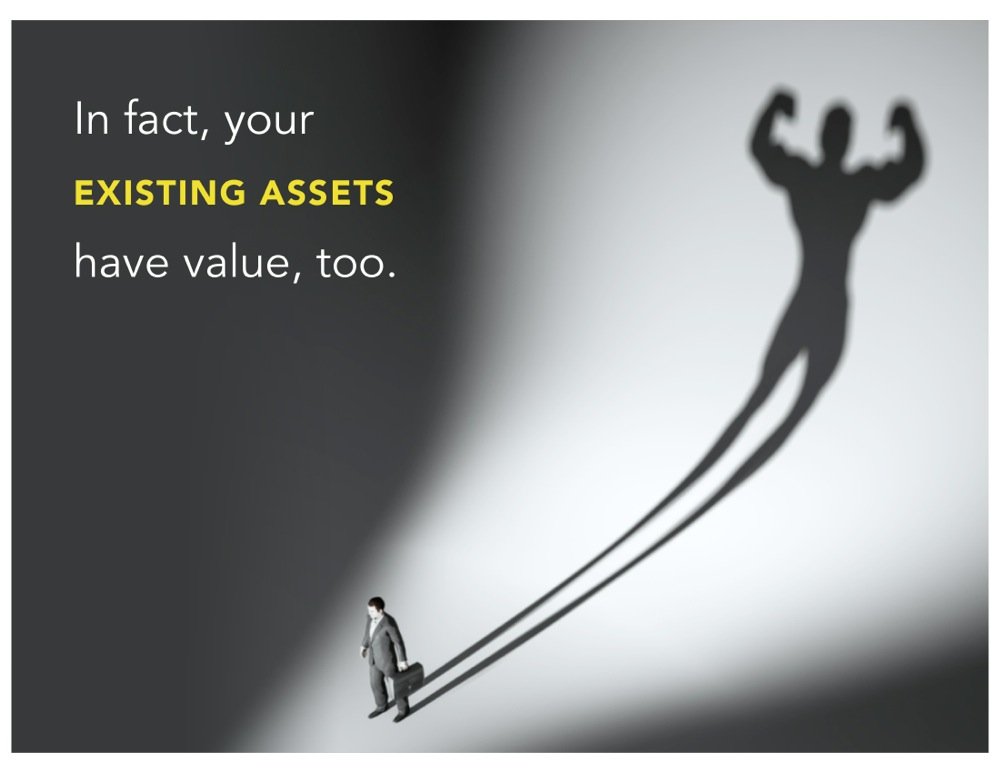 In fact, your
EXISTING ASSETS
have value, too.